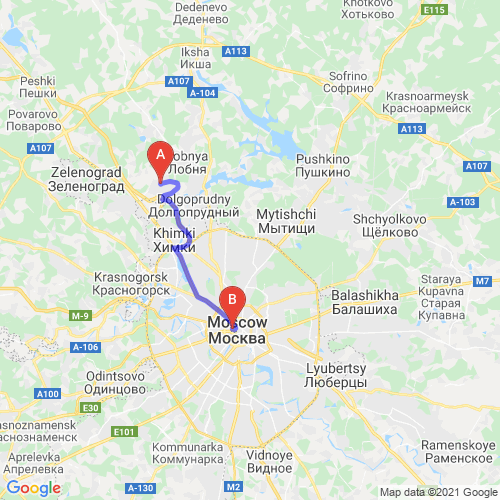 Dedenevo
Деденево
Khotkovo
Хотьково
E115
A113
Iksha
Икша
Peshki
Пешки
A107
A-104
Sofrino
Софрино
Krasnoarmeysk
Красноармейск
Povarovo
Поварово
A113
A107
A
obnya
Лобня
Pushkino
Пушкино
A107
Zelenograd
Зеленоград
Dolgoprudny
Долгопрудный
A-103
Mytishchi
Мытищи
Shchyolkovo
Щёлково
Khimki
Химки
Krasnogorsk
Красногорск
Staraya
Kupavna
Старая
Купавна
M7
Balashikha
Балашиха
B
M-9
Moscow
Москва
A-106
Lyubertsy
Люберцы
Odintsovo
Одинцово
A100
E30
asnoznamensk
аснознаменск
E101
Kommunarka
Коммунарка
Vidnoye
Видное
Ramenskoye
Раменское
Aprelevka
Апрелевка
A-130
M2
Google
Map data ©2021 Google